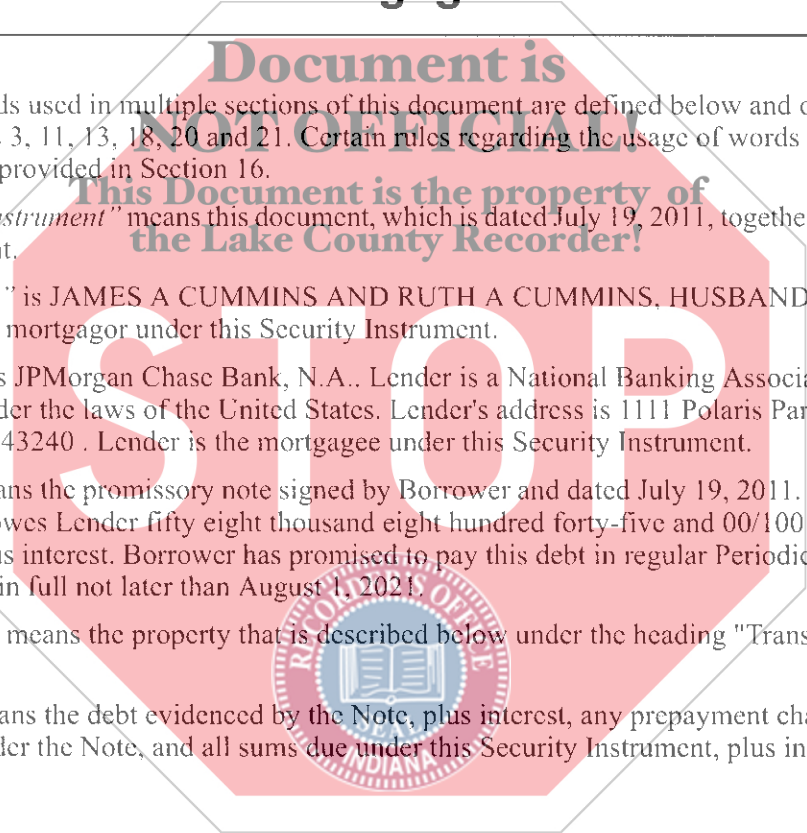 Document is
ds used in multiple sections of this document are defined below and
3, 11, 13, 18, 20 and 21. Certain rules regarding the usage of words
NOT OFFICIAL!
provided in Section 16.
This Document is the property of
strument" means this document, which is dated July 19, 2011, togethe
the Lake County Recorder!
t.
" is JAMES A CUMMINS AND RUTH A CUMMINS, HUSBAND
mortgagor under this Security Instrument.
s JPMorgan Chase Bank, N.A.. Lender is a National Banking Associa
der the laws of the United States. Lender's address is 1111 Polaris Par
43240 . Lender is the mortgagee under this Security Instrument.
STOP
ans the promissory note signed by Borrower and dated July 19, 2011.
owes Lender fifty eight thousand eight hundred forty-five and 00/100
us interest. Borrower has promised to pay this debt in regular Periodic
in full not later than August 1, 2021.
means the property that is described below under the heading "Trans
ans the debt evidenced by the Note, plus interest, any prepayment cha
der the Note, and all sums due under this Security Instrument, plus in
RECORDER'S OFFICE
SEAL
INDIANA